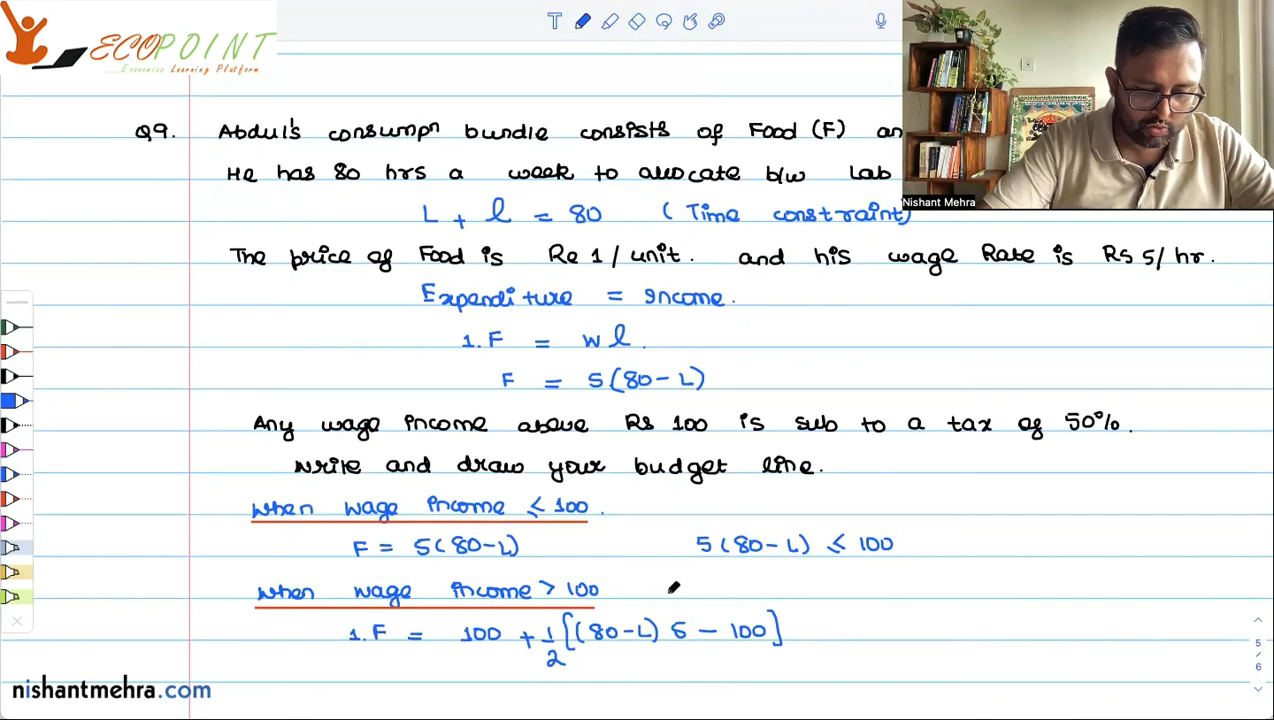 ECOPOINT
.....Economics Learning Platform
Q9. Abdul's consumpn bundle consists of Food (F) an
He has 80 hrs a week to allocate b/w Lab
Nishant Mehra
L + l = 80 (Time constraint)
The price of Food is Re 1/unit. and his wage Rate is Rs 5/hr.
Expenditure = Income.
1.F = wl.
F = 5(80-L)
Any wage income above Rs 100 is sub to a tax of 50%.
Write and draw your budget line.
When wage income ≤ 100.
F = 5(80-L) 5(80-L) ≤ 100
When wage income > 100
1.F = 100 + 1/2 [(80-L) 5 - 100]
5
/
6
nishantmehra.com